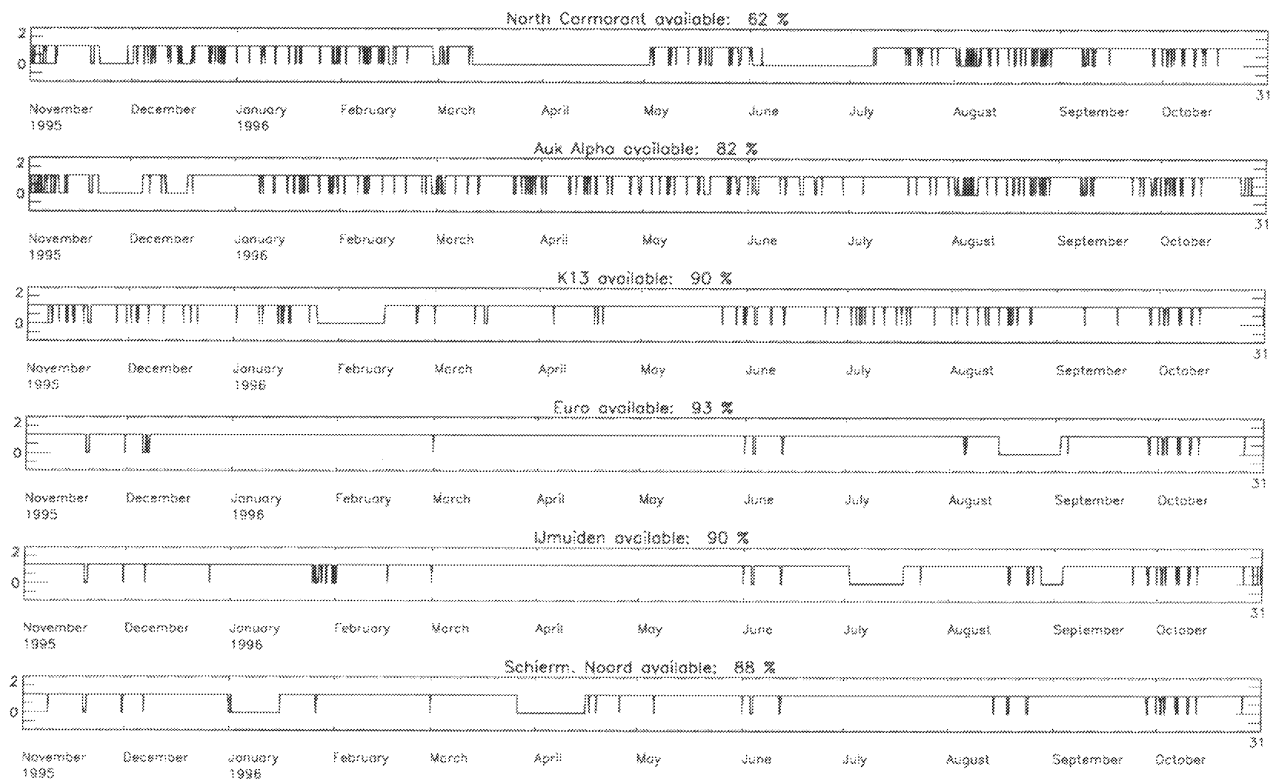 North Cormorant available: 62 %
2
0
November December January February March April May June July August September October 31
1995 1996
Auk Alpha available: 82 %
2
0
November December January February March April May June July August September October 31
1995 1996
K13 available: 90 %
2
0
November December January February March April May June July August September October 31
1995 1996
Euro available: 93 %
2
0
November December January February March April May June July August September October 31
1995 1996
IJmuiden available: 90 %
2
0
November December January February March April May June July August September October 31
1995 1996
Schierm. Noord available: 88 %
2
0
November December January February March April May June July August September October 31
1995 1996